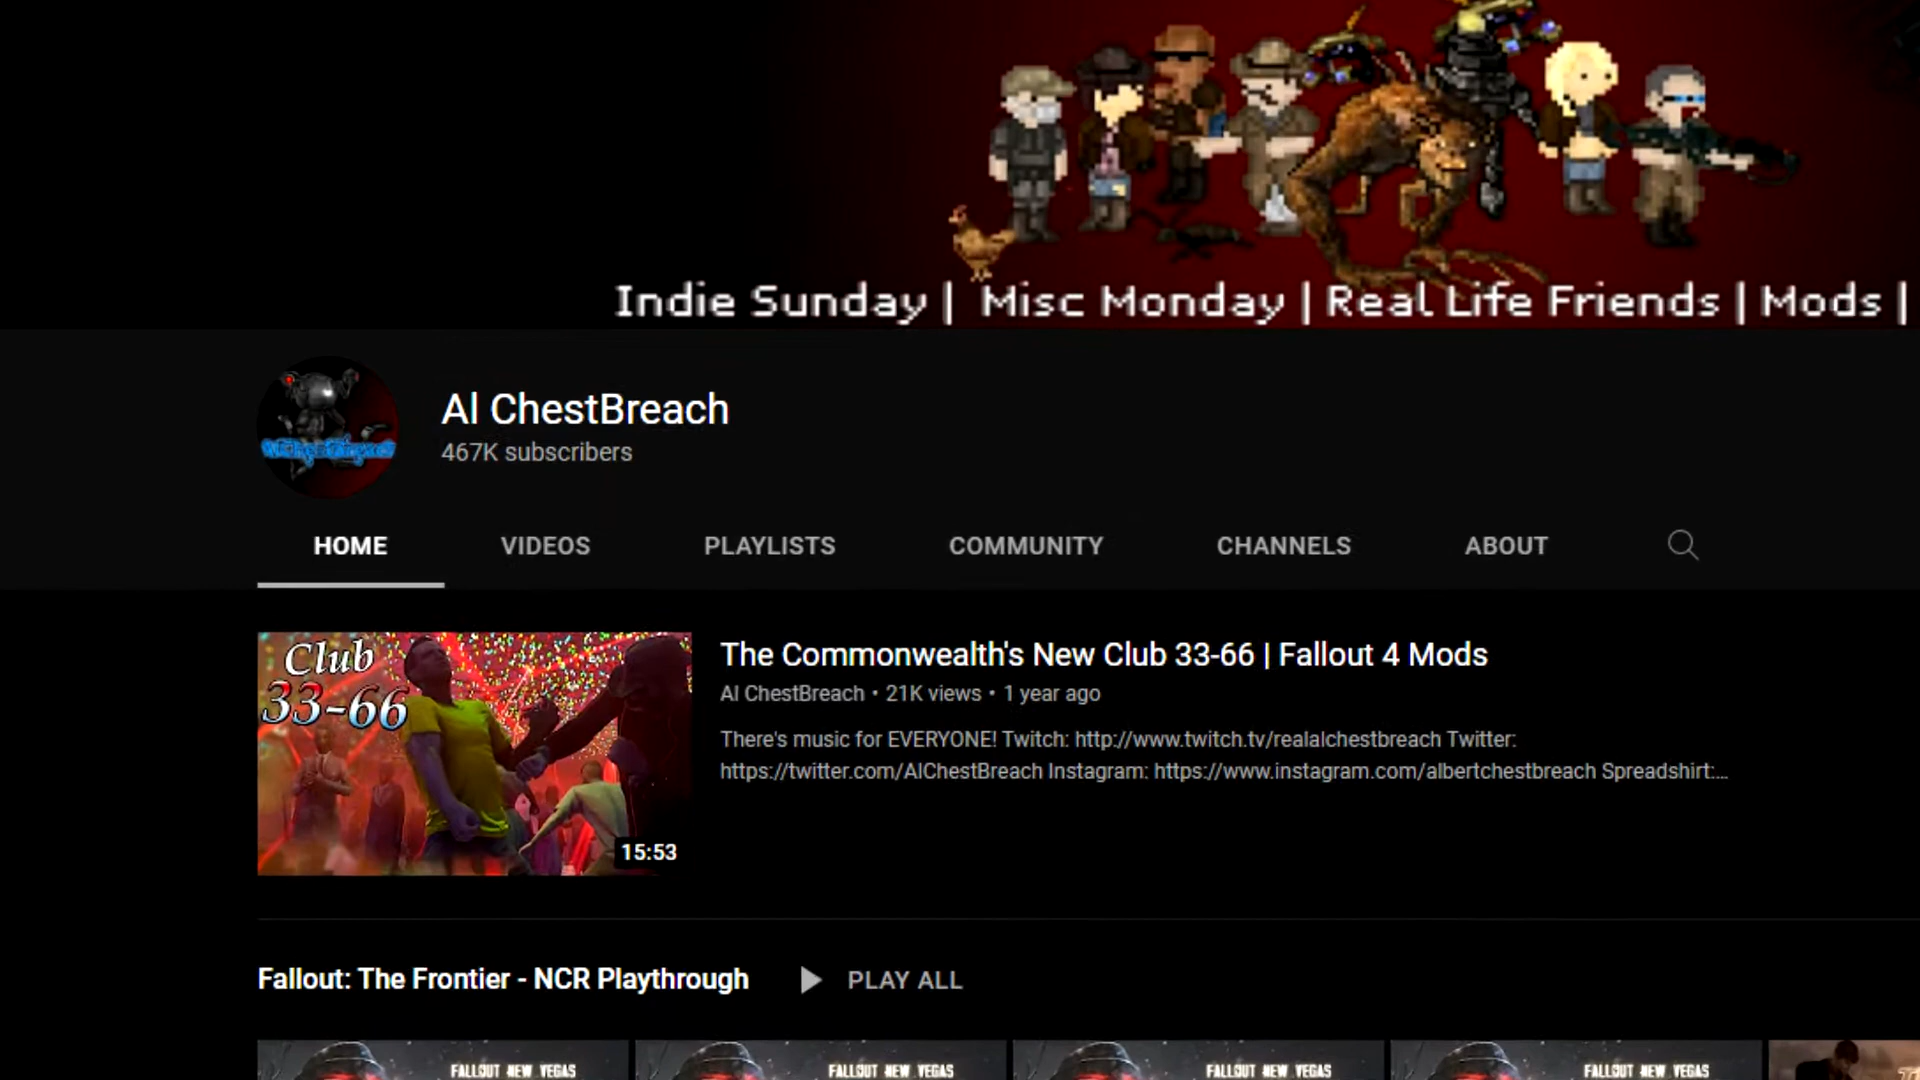 Indie Sunday | Misc Monday | Real Life Friends | Mods |
Al ChestBreach
467K subscribers
HOME VIDEOS PLAYLISTS COMMUNITY CHANNELS ABOUT
Club
33-66
15:53
The Commonwealth's New Club 33-66 | Fallout 4 Mods
Al ChestBreach • 21K views • 1 year ago
There's music for EVERYONE! Twitch: http://www.twitch.tv/realalchestbreach Twitter:
https://twitter.com/AlChestBreach Instagram: https://www.instagram.com/albertchestbreach Spreadshirt:...
Fallout: The Frontier - NCR Playthrough PLAY ALL
FALLOUT NEW VEGAS FALLOUT NEW VEGAS FALLOUT NEW VEGAS FALLOUT NEW VEGAS